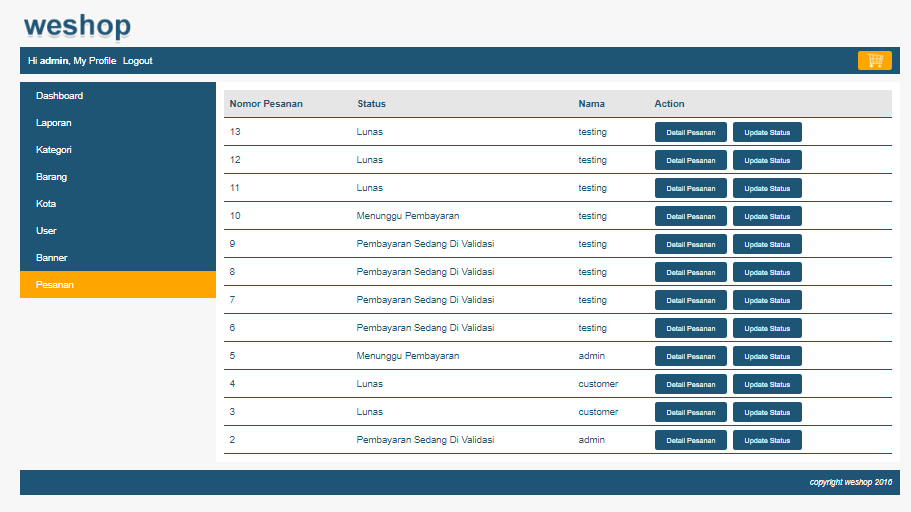 weshop
Hi admin, My Profile Logout
Dashboard
Laporan
Kategori
Barang
Kota
User
Banner
Pesanan
Nomor Pesanan Status Nama Action
13 Lunas testing Detail Pesanan Update Status
12 Lunas testing Detail Pesanan Update Status
11 Lunas testing Detail Pesanan Update Status
10 Menunggu Pembayaran testing Detail Pesanan Update Status
9 Pembayaran Sedang Di Validasi testing Detail Pesanan Update Status
8 Pembayaran Sedang Di Validasi testing Detail Pesanan Update Status
7 Pembayaran Sedang Di Validasi testing Detail Pesanan Update Status
6 Pembayaran Sedang Di Validasi testing Detail Pesanan Update Status
5 Menunggu Pembayaran admin Detail Pesanan Update Status
4 Lunas customer Detail Pesanan Update Status
3 Lunas customer Detail Pesanan Update Status
2 Pembayaran Sedang Di Validasi admin Detail Pesanan Update Status
copyright weshop 2016